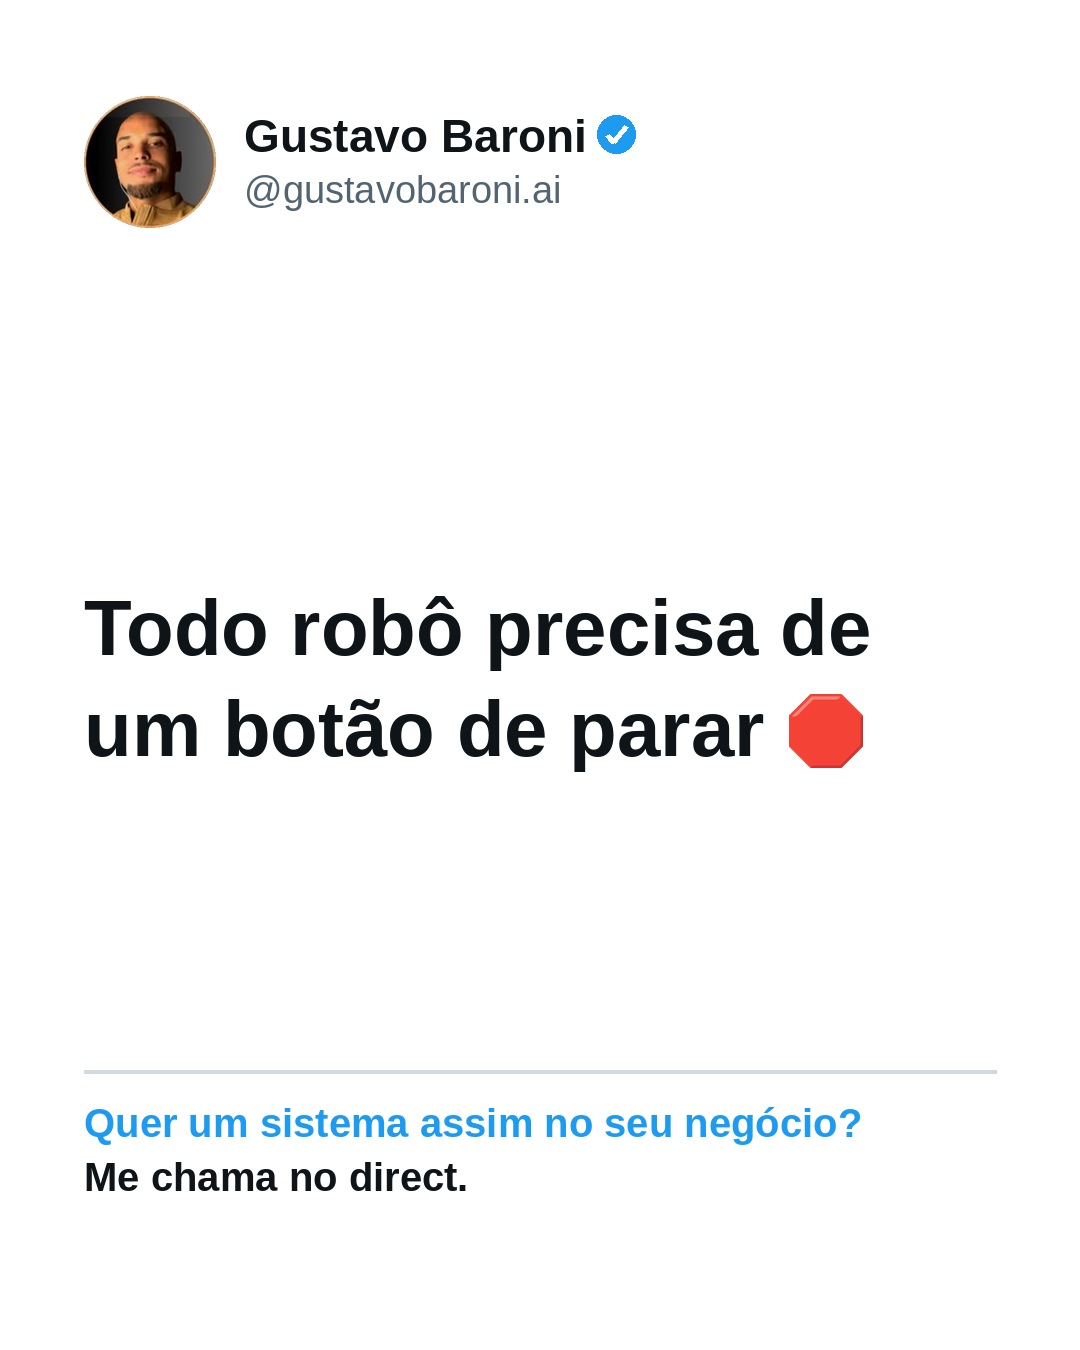 Gustavo Baroni
@gustavobaroni.ai
Todo robô precisa de
um botão de parar 🛑
Quer um sistema assim no seu negócio?
Me chama no direct.